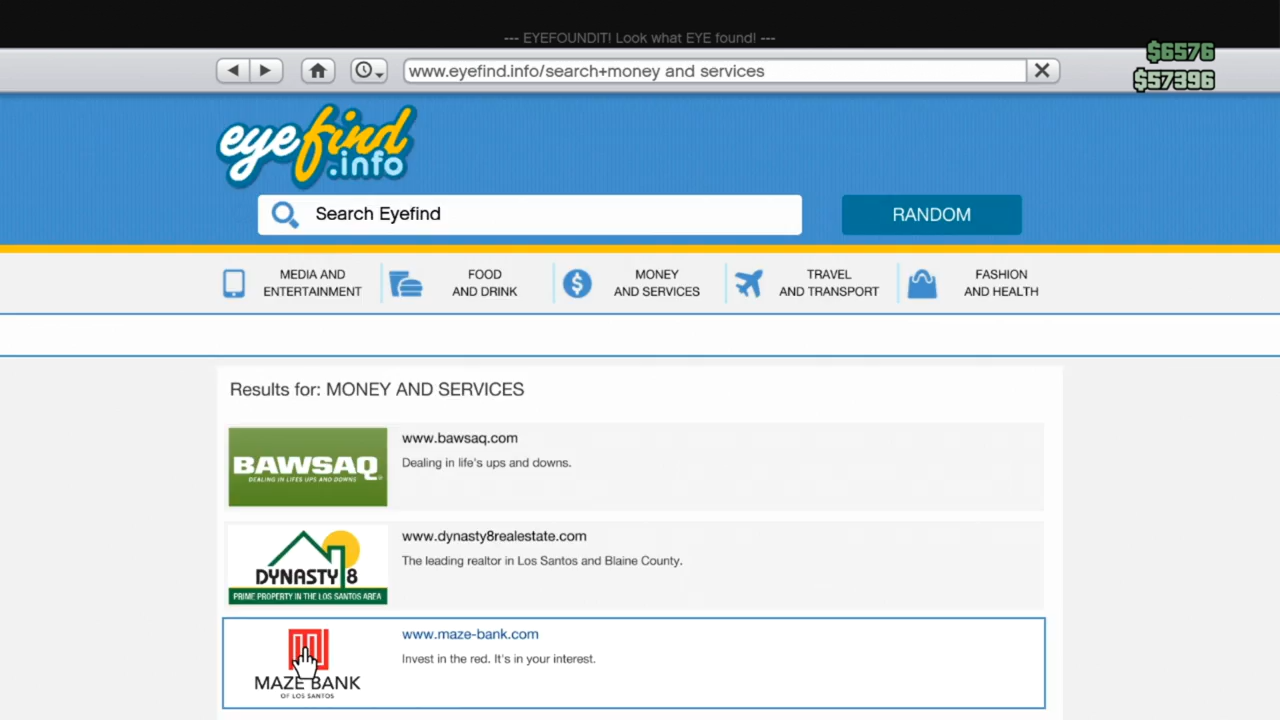 --- EYEFOUNDIT! Look what EYE found! ---
$6576
www.eyefind.info/search+money and services
$57396
eyefind
.info
Search Eyefind
RANDOM
MEDIA AND
ENTERTAINMENT
FOOD
AND DRINK
MONEY
AND SERVICES
TRAVEL
AND TRANSPORT
FASHION
AND HEALTH
Results for: MONEY AND SERVICES
BAWSAQ
DEALING IN LIFES UPS AND DOWNS
www.bawsaq.com
Dealing in life's ups and downs.
DYNASTY 8
PRIME PROPERTY IN THE LOS SANTOS AREA
www.dynasty8realestate.com
The leading realtor in Los Santos and Blaine County.
MAZE BANK
OF LOS SANTOS
www.maze-bank.com
Invest in the red. It's in your interest.